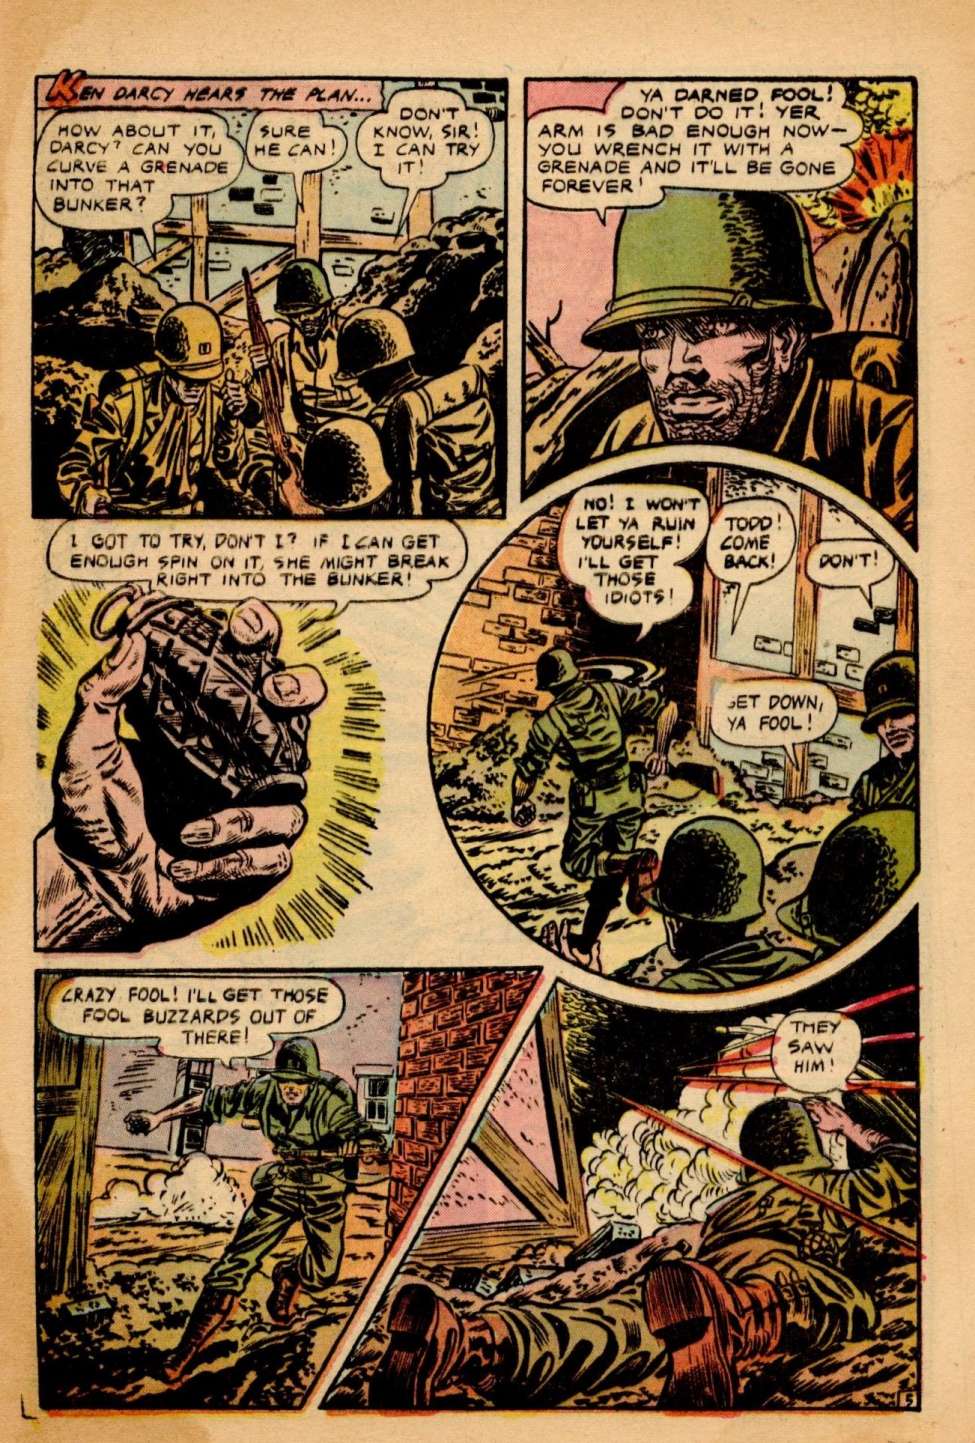 KEN DARCY HEARS THE PLAN...
HOW ABOUT IT,
DARCY? CAN YOU
CURVE A GRENADE
INTO THAT
BUNKER?
SURE
HE CAN!
DON'T
KNOW, SIR!
I CAN TRY
IT!
YA DARNED FOOL!
DON'T DO IT! YER
ARM IS BAD ENOUGH NOW—
YOU WRENCH IT WITH A
GRENADE AND IT'LL BE GONE
FOREVER!
I GOT TO TRY, DON'T I? IF I CAN GET
ENOUGH SPIN ON IT, SHE MIGHT BREAK
RIGHT INTO THE BUNKER!
NO! I WON'T
LET YA RUIN
YOURSELF!
I'LL GET
THOSE
IDIOTS!
TODD!
COME
BACK!
DON'T!
GET DOWN,
YA FOOL!
CRAZY FOOL! I'LL GET THOSE
FOOL BUZZARDS OUT OF
THERE!
THEY
SAW
HIM!
5